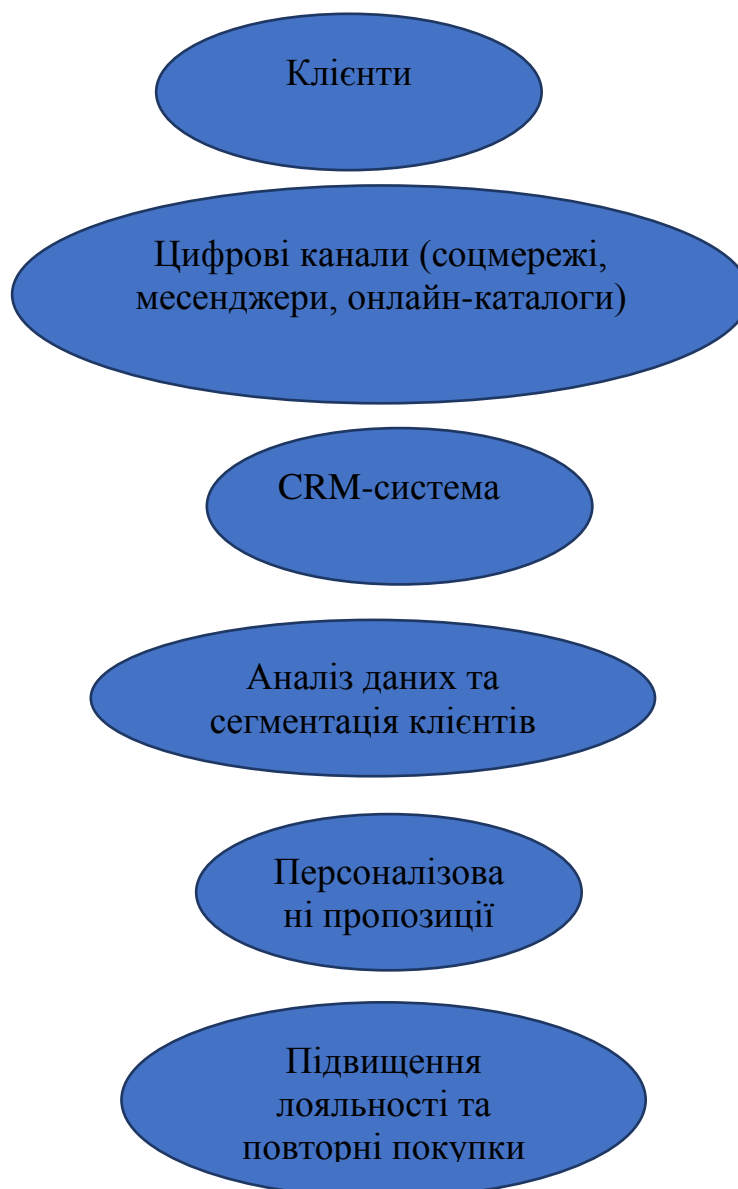 Клієнти
Цифрові канали (соцмережі,
месенджери, онлайн-каталоги)
CRM-система
Аналіз даних та
сегментація клієнтів
Персоналізова
ні пропозиції
Підвищення
лояльності та
повторні покупки